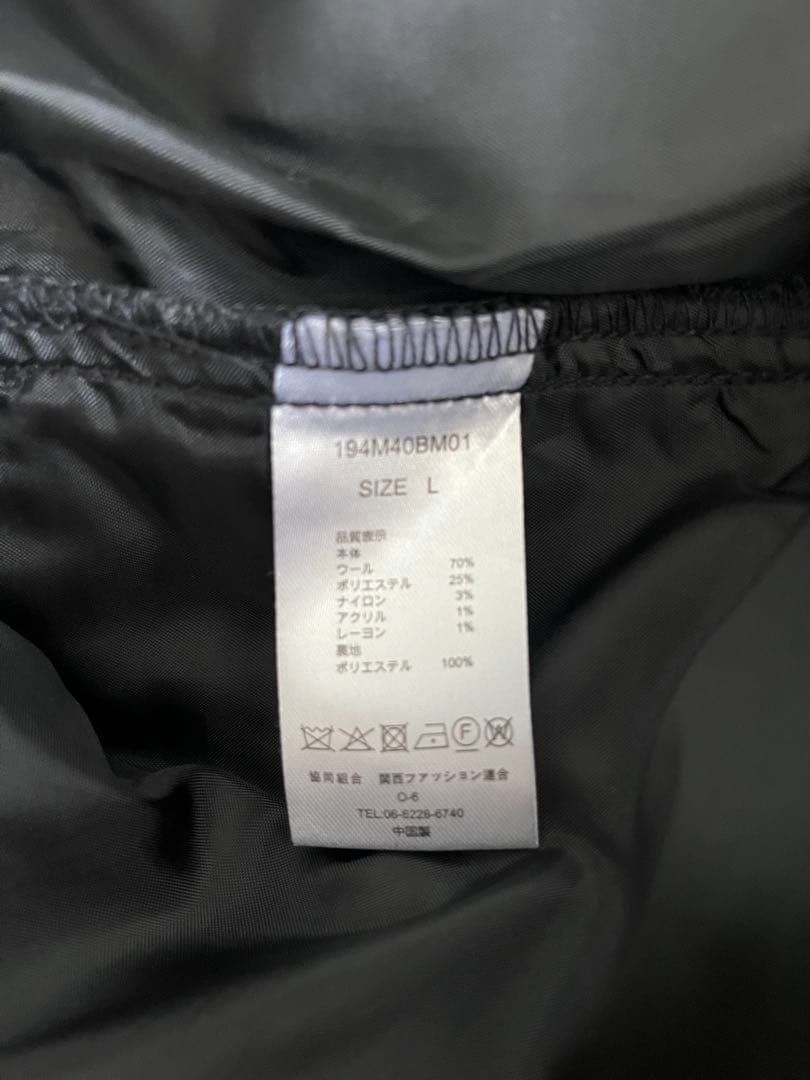 194M40BM01
SIZE L
品質表示
本体
ウール 70%
ポリエステル 25%
ナイロン 3%
アクリル 1%
レーヨン 1%
裏地
ポリエステル 100%
F W
協同組合 関西ファッション連合
O-6
TEL:06-6228-6740
中国製